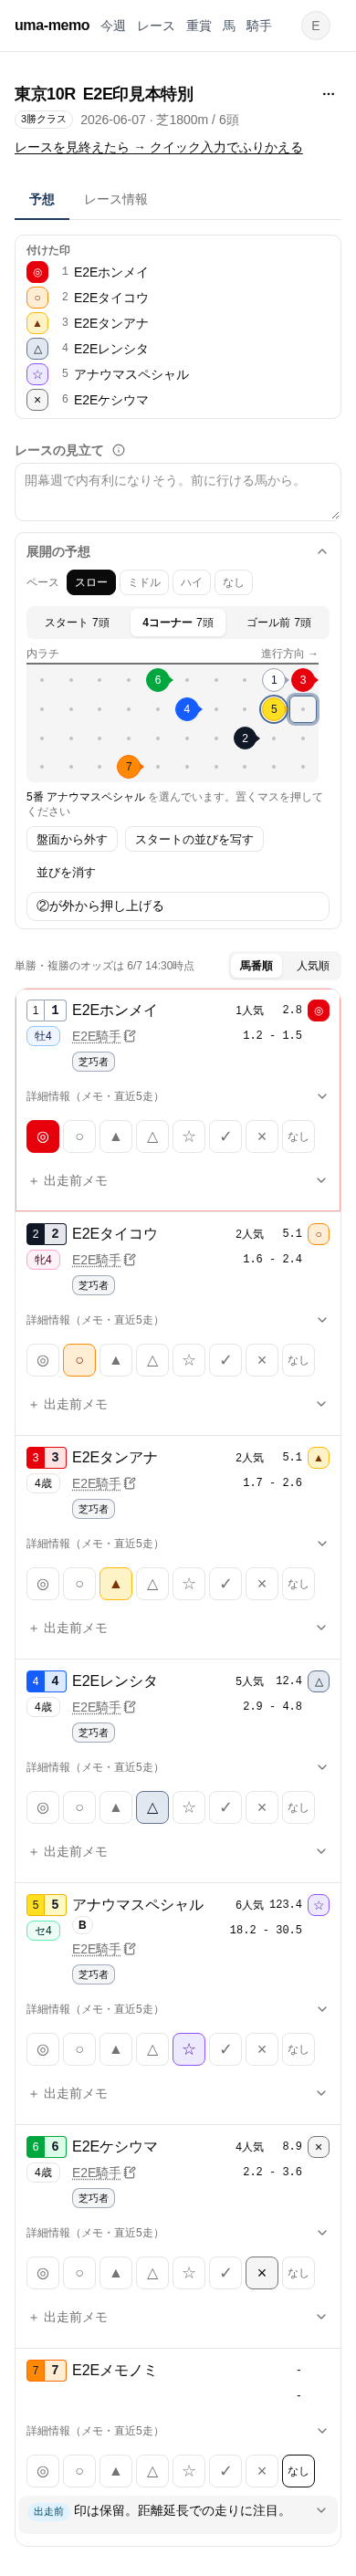 uma-memo 今週 レース 重賞 馬 騎手 E
東京10R E2E印見本特別 …
3勝クラス 2026-06-07 · 芝1800m / 6頭
レースを見終えたら → クイック入力でふりかえる
予想 レース情報
付けた印
◎ 1 E2Eホンメイ
○ 2 E2Eタイコウ
▲ 3 E2Eタンアナ
△ 4 E2Eレンシタ
☆ 5 アナウマスペシャル
× 6 E2Eケシウマ
レースの見立て
開幕週で内有利になりそう。前に行ける馬から。
展開の予想
ペース スロー ミドル ハイ なし
スタート 7頭 4コーナー 7頭 ゴール前 7頭
内ラチ 進行方向 →
6 1 3
4 5
2
7
5番 アナウマスペシャル を選んでいます。置くマスを押して
ください
盤面から外す スタートの並びを写す
並びを消す
②が外から押し上げる
単勝・複勝のオッズは 6/7 14:30時点 馬番順 人気順
1 1 E2Eホンメイ 1人気 2.8 ◎
牡4 E2E騎手 1.2 - 1.5
芝巧者
詳細情報（メモ・直近5走）
◎ ○ ▲ △ ☆ ✓ × なし
＋ 出走前メモ
2 2 E2Eタイコウ 2人気 5.1 ○
牝4 E2E騎手 1.6 - 2.4
芝巧者
詳細情報（メモ・直近5走）
◎ ○ ▲ △ ☆ ✓ × なし
＋ 出走前メモ
3 3 E2Eタンアナ 2人気 5.1 ▲
4歳 E2E騎手 1.7 - 2.6
芝巧者
詳細情報（メモ・直近5走）
◎ ○ ▲ △ ☆ ✓ × なし
＋ 出走前メモ
4 4 E2Eレンシタ 5人気 12.4 △
4歳 E2E騎手 2.9 - 4.8
芝巧者
詳細情報（メモ・直近5走）
◎ ○ ▲ △ ☆ ✓ × なし
＋ 出走前メモ
5 5 アナウマスペシャル 6人気 123.4 ☆
セ4 B 18.2 - 30.5
E2E騎手
芝巧者
詳細情報（メモ・直近5走）
◎ ○ ▲ △ ☆ ✓ × なし
＋ 出走前メモ
6 6 E2Eケシウマ 4人気 8.9 ×
4歳 E2E騎手 2.2 - 3.6
芝巧者
詳細情報（メモ・直近5走）
◎ ○ ▲ △ ☆ ✓ × なし
＋ 出走前メモ
7 7 E2Eメモノミ -
-
詳細情報（メモ・直近5走）
◎ ○ ▲ △ ☆ ✓ × なし
出走前 印は保留。距離延長での走りに注目。